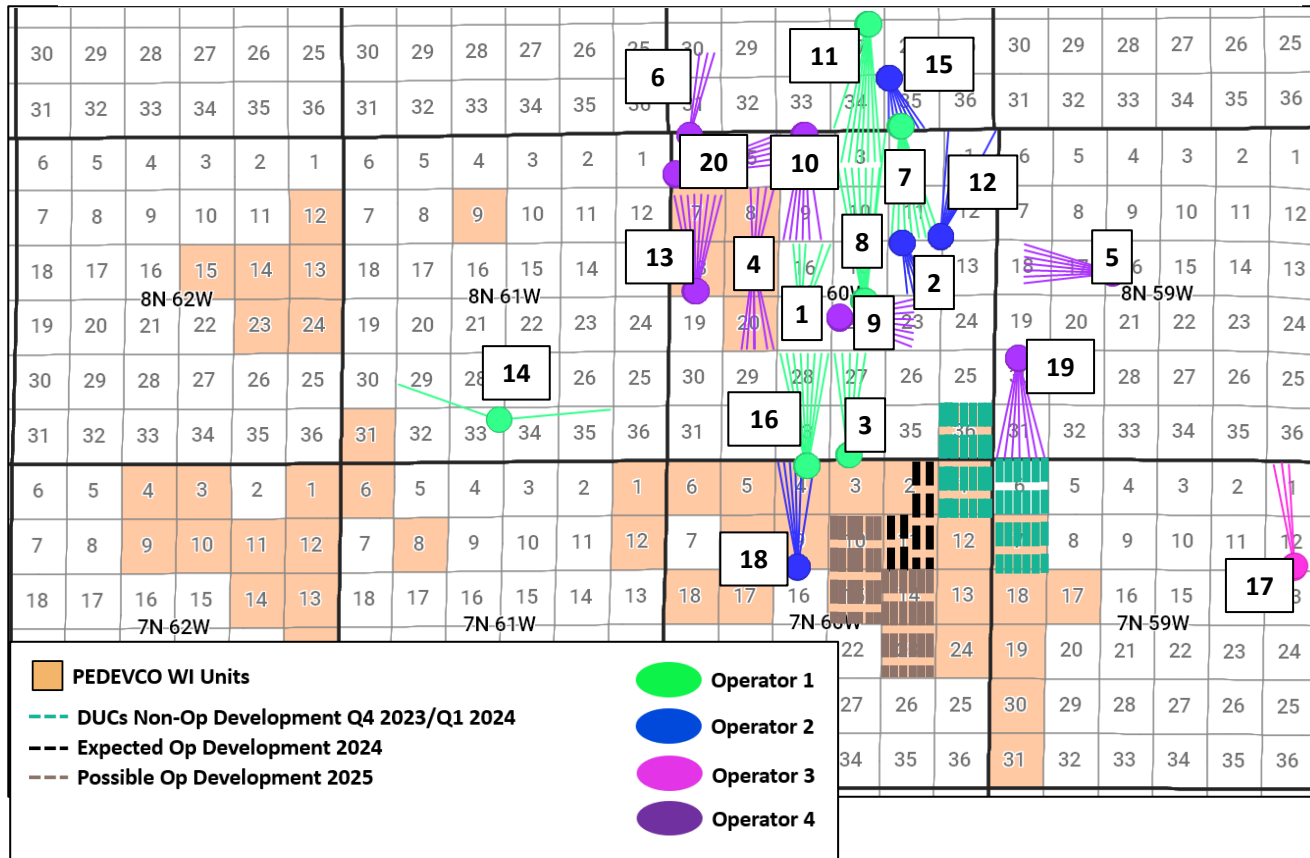 30 29 28 27 26 25 30 29 28 27 26 25 30 29 11 30 29 28 27 26 25
6 15
31 32 33 34 35 36 31 32 33 34 35 36 31 32 33 34 35 36 31 32 33 34 35 36
6 5 4 3 2 1 6 5 4 3 2 1 20 5 10 3 1 6 5 4 3 2 1
7 12
7 8 9 10 11 12 7 8 9 10 11 12 7 8 9 10 11 12 7 8 9 10 11 12
13 8
18 17 16 15 14 13 18 17 16 15 14 4 16 13 18 17 5 16 15 14 13
2
8N 62W 8N 61W 60W 8N 59W
19 20 21 22 23 24 19 20 21 22 23 24 19 20 1 9 23 24 19 20 21 22 23 24
30 29 28 27 26 25 30 29 28 14 26 25 30 29 28 27 26 25 19 28 27 26 25
16 3
31 32 33 34 35 36 31 32 33 34 35 36 31 35 36 31 32 33 34 35 36
6 5 4 3 2 1 6 5 4 3 2 1 6 5 4 3 2 6 5 4 3 2 1
7 8 9 10 11 12 7 8 9 10 11 12 7 10 12 8 9 10 11 12
18 17
18 17 16 15 14 13 18 17 16 15 14 13 18 17 16 14 13 18 17 16 15
7N 62W 7N 61W 7N 60W 7N 59W
22 24 19 20 21 22 23 24
27 26 25 30 29 28 27 26 25
34 35 36 31 32 33 34 35 36
PEDEVCO WI Units
DUCs Non-Op Development Q4 2023/Q1 2024
Expected Op Development 2024
Possible Op Development 2025
Operator 1
Operator 2
Operator 3
Operator 4